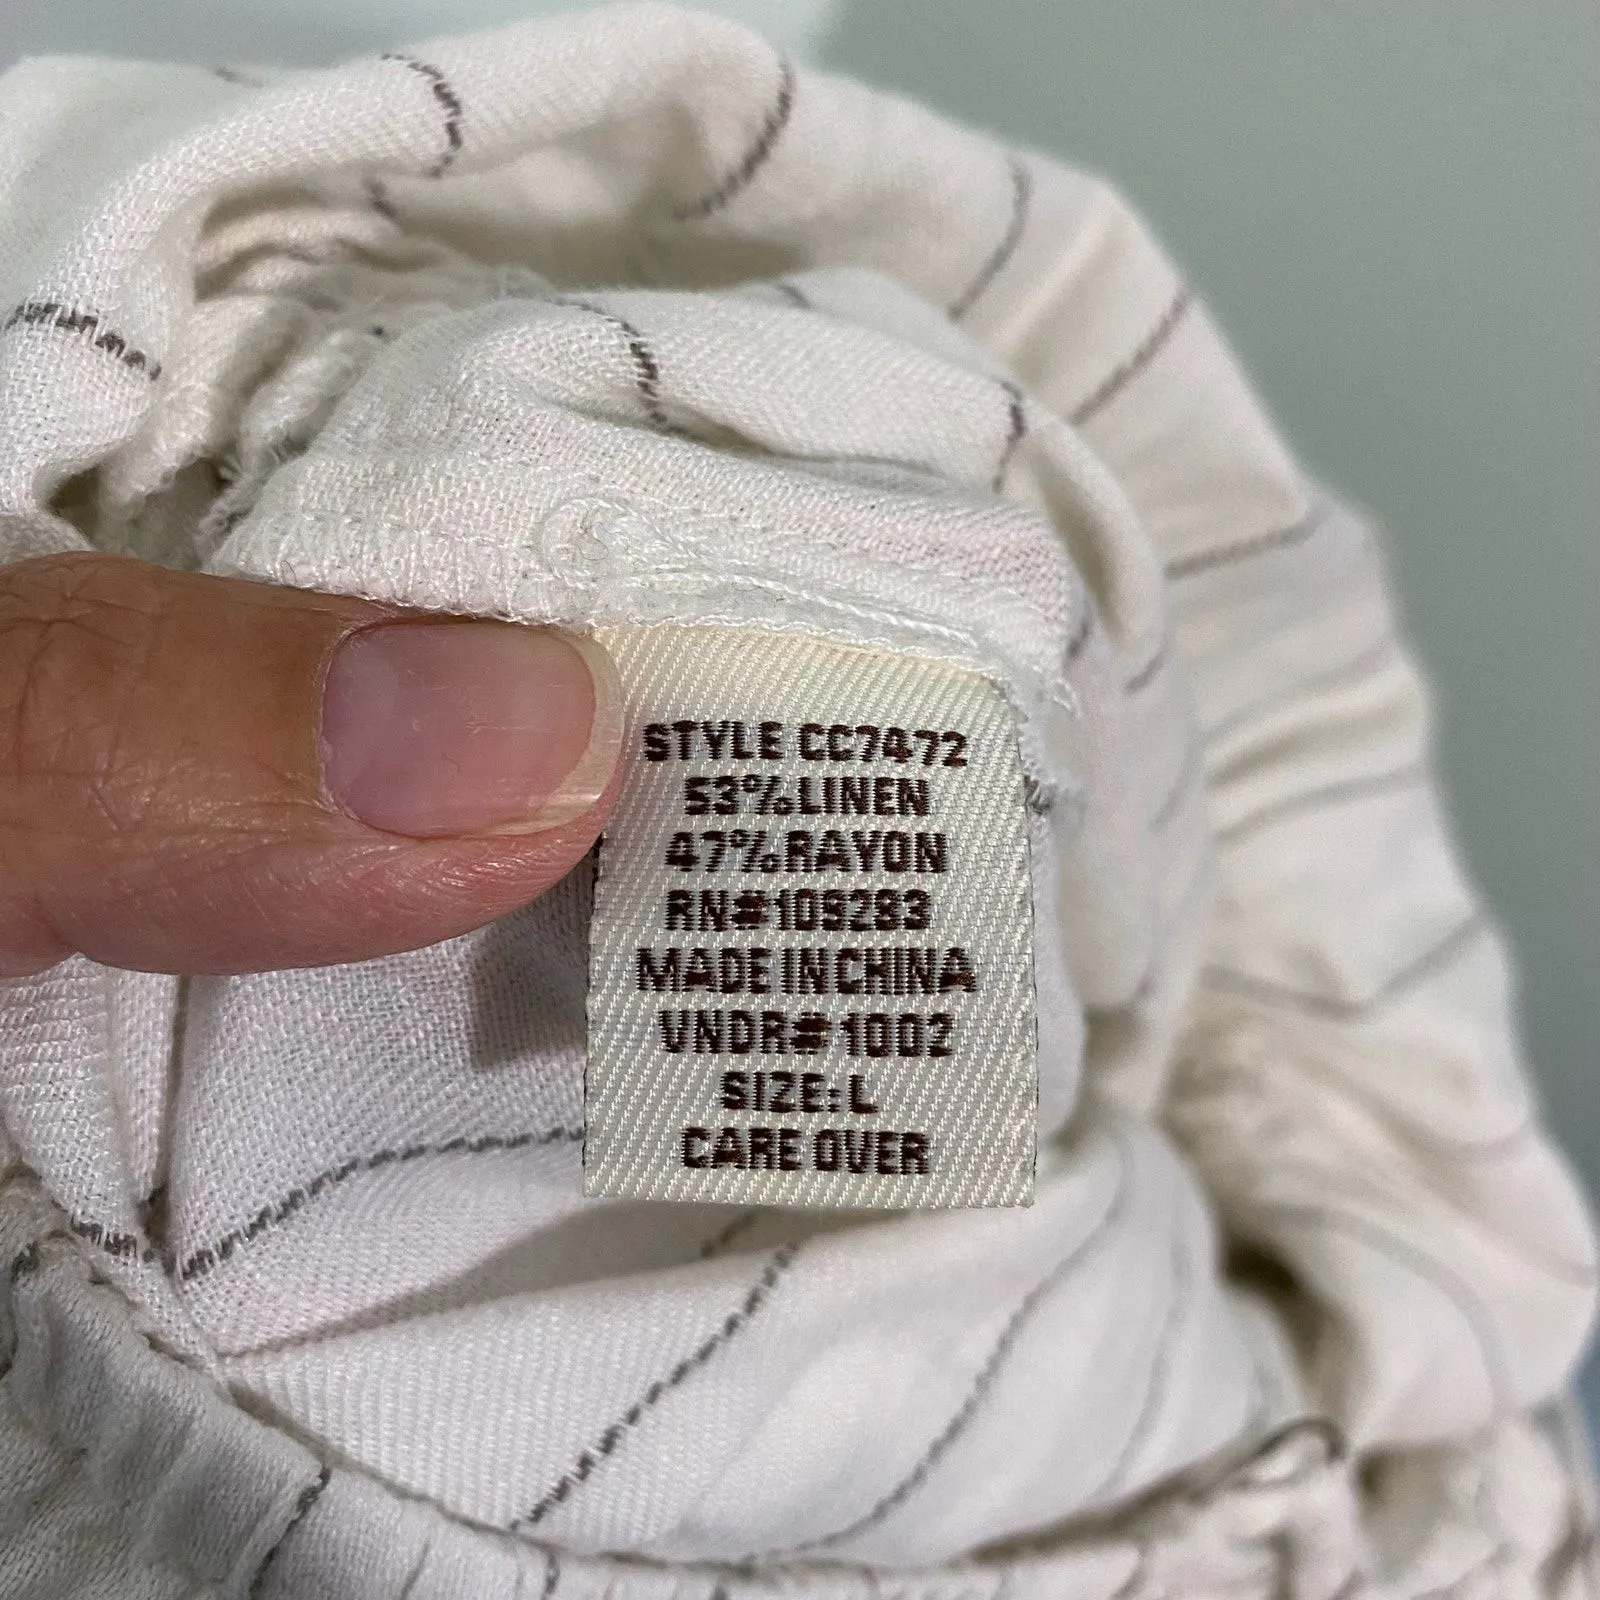 STYLE CC7472
53% LINEN
47% RAYON
RN# 109283
MADE IN CHINA
VNDR# 1002
SIZE: L
CARE OVER